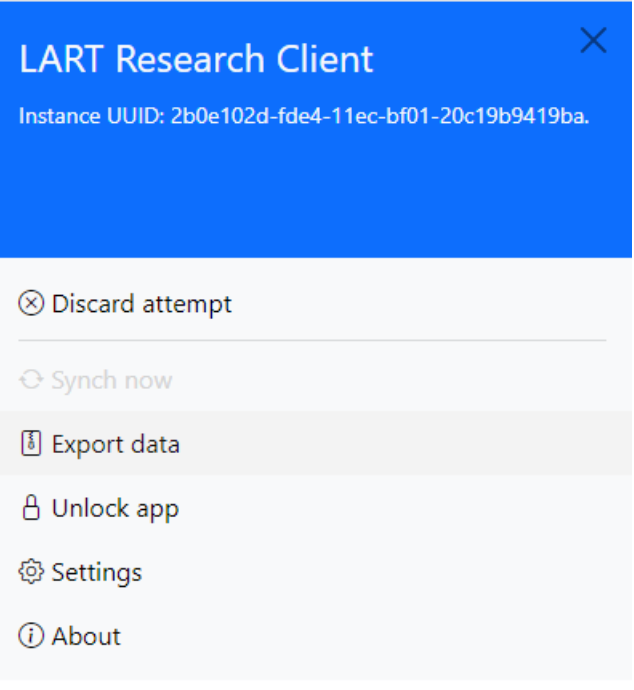 LART Research Client
Instance UUID: 2b0e102d-fde4-11ec-bf01-20c19b9419ba.
Discard attempt
Synch now
Export data
Unlock app
Settings
About